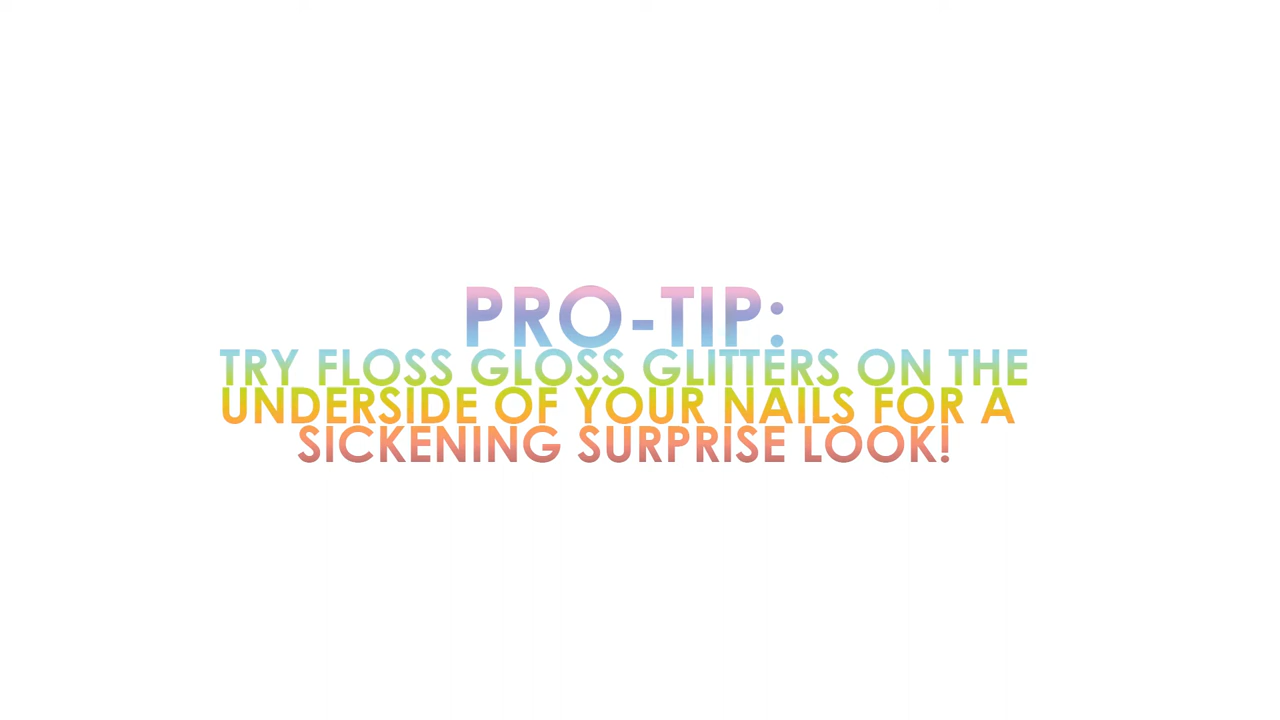 PRO-TIP:
TRY FLOSS GLOSS GLITTERS ON THE
UNDERSIDE OF YOUR NAILS FOR A
SICKENING SURPRISE LOOK!